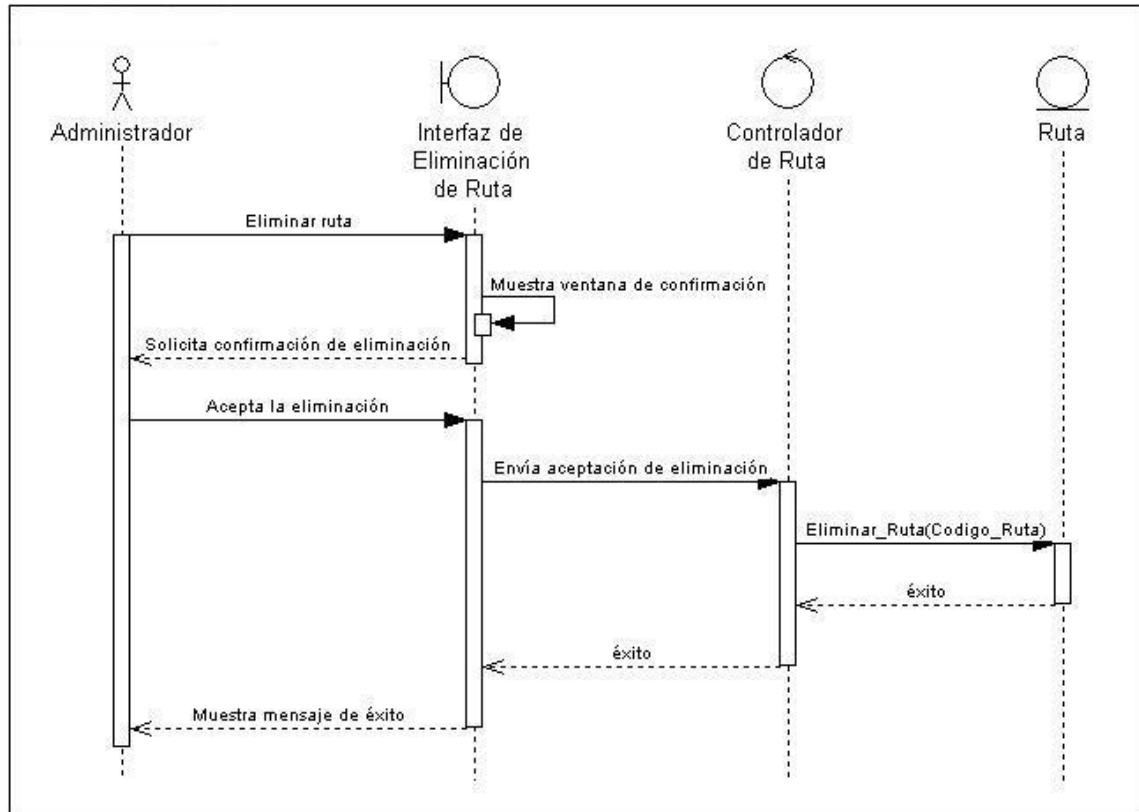 Administrador
Interfaz de
Eliminación
de Ruta
Controlador
de Ruta
Ruta
Eliminar ruta
Muestra ventana de confirmación
Solicita confirmación de eliminación
Acepta la eliminación
Envía aceptación de eliminación
Eliminar_Ruta(Codigo_Ruta)
éxito
éxito
Muestra mensaje de éxito